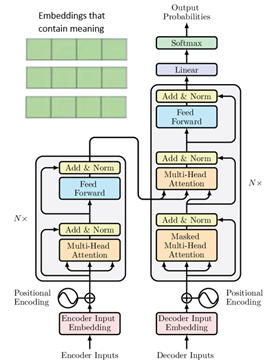 Embeddings that
contain meaning
Output
Probabilities
Softmax
Linear
Add & Norm
Feed
Forward
Add & Norm
Multi-Head
Attention
N×
Add & Norm
Masked
Multi-Head
Attention
Positional
Encoding
Decoder Input
Embedding
Decoder Inputs
Add & Norm
Feed
Forward
N×
Add & Norm
Multi-Head
Attention
Positional
Encoding
Encoder Input
Embedding
Encoder Inputs